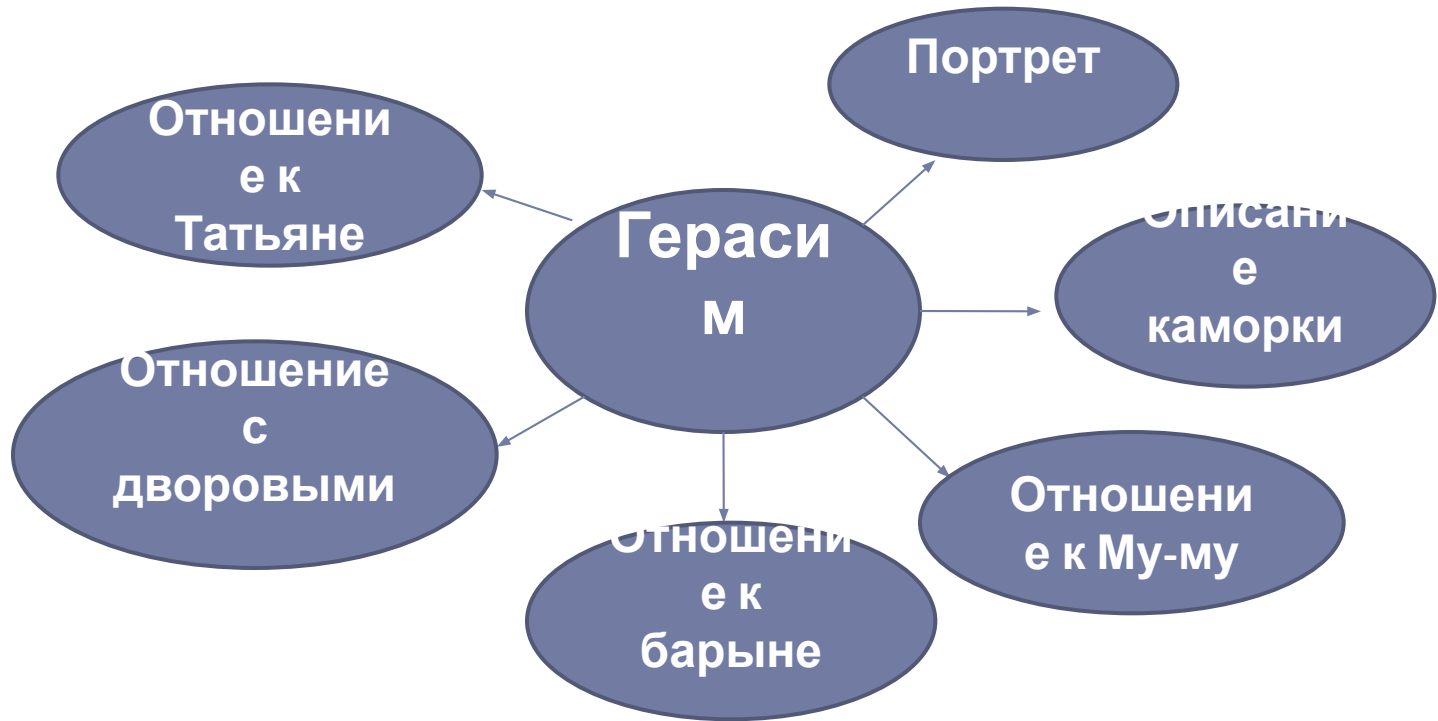 Портрет
Отношени
е к
Татьяне
Гераси
м
Описани
е
каморки
Отношение
с
дворовыми
Отношени
е к Му-му
Отношени
е к
барыне